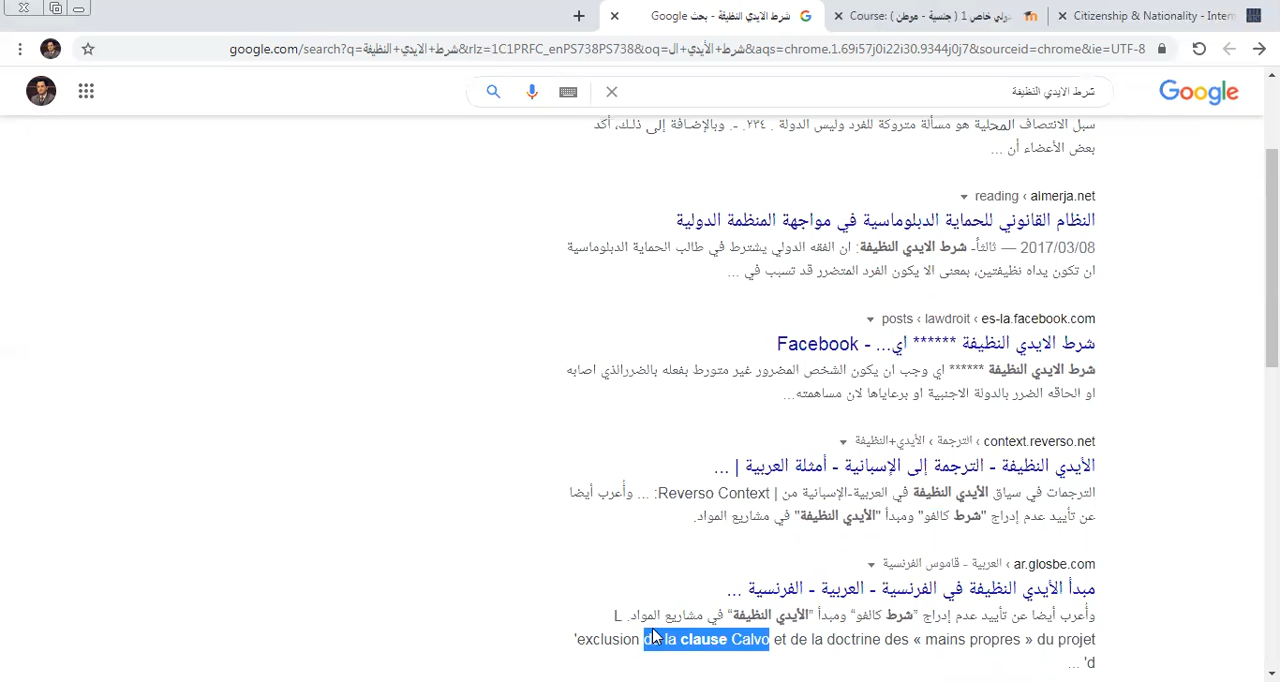 شرط الايدي النظيفة - بحث Google
دولي خاص 1 ( جنسية - موطن ) :Course
Citizenship & Nationality - Intern
google.com/search?q=شرط+الايدي+النظيفة&rlz=1C1PRFC_enPS738PS738&oq=شرط+الأيدي+ال&aqs=chrome.1.69i57j0i22i30.9344j0j7&sourceid=chrome&ie=UTF-8
شرط الايدي النظيفة
Google
سبل الانتصاف المحلية هو مسألة متروكة للفرد وليس الدولة . ٢٣٤. -. وبالإضافة إلى ذلك، أكد
بعض الأعضاء أن ...
almerja.net › reading
النظام القانوني للحماية الدبلوماسية في مواجهة المنظمة الدولية
2017/03/08 — ثالثاً- شرط الايدي النظيفة: ان الفقه الدولي يشترط في طالب الحماية الدبلوماسية
ان تكون يداه نظيفتين، بمعنى الا يكون الفرد المتضرر قد تسبب في ...
es-la.facebook.com › lawdroit › posts
شرط الايدي النظيفة ****** اي... - Facebook
شرط الايدي النظيفة ****** اي وجب ان يكون الشخص المضرور غير متورط بفعله بالضررالذي اصابه
او الحاقه الضرر بالدولة الاجنبية او برعاياها لان مساهمته...
context.reverso.net › الترجمة › الأيدي+النظيفة
الأيدي النظيفة - الترجمة إلى الإسبانية - أمثلة العربية | ...
الترجمات في سياق الأيدي النظيفة في العربية-الإسبانية من | Reverso Context: ... وأُعرب أيضا
عن تأييد عدم إدراج "شرط كالفو" ومبدأ "الأيدي النظيفة" في مشاريع المواد.
ar.glosbe.com › العربية - قاموس الفرنسية
مبدأ الأيدي النظيفة في الفرنسية - العربية - الفرنسية ...
وأُعرب أيضا عن تأييد عدم إدراج ”شرط كالفو“ ومبدأ ”الأيدي النظيفة“ في مشاريع المواد. L
'exclusion de la clause Calvo et de la doctrine des « mains propres » du projet
d' ...